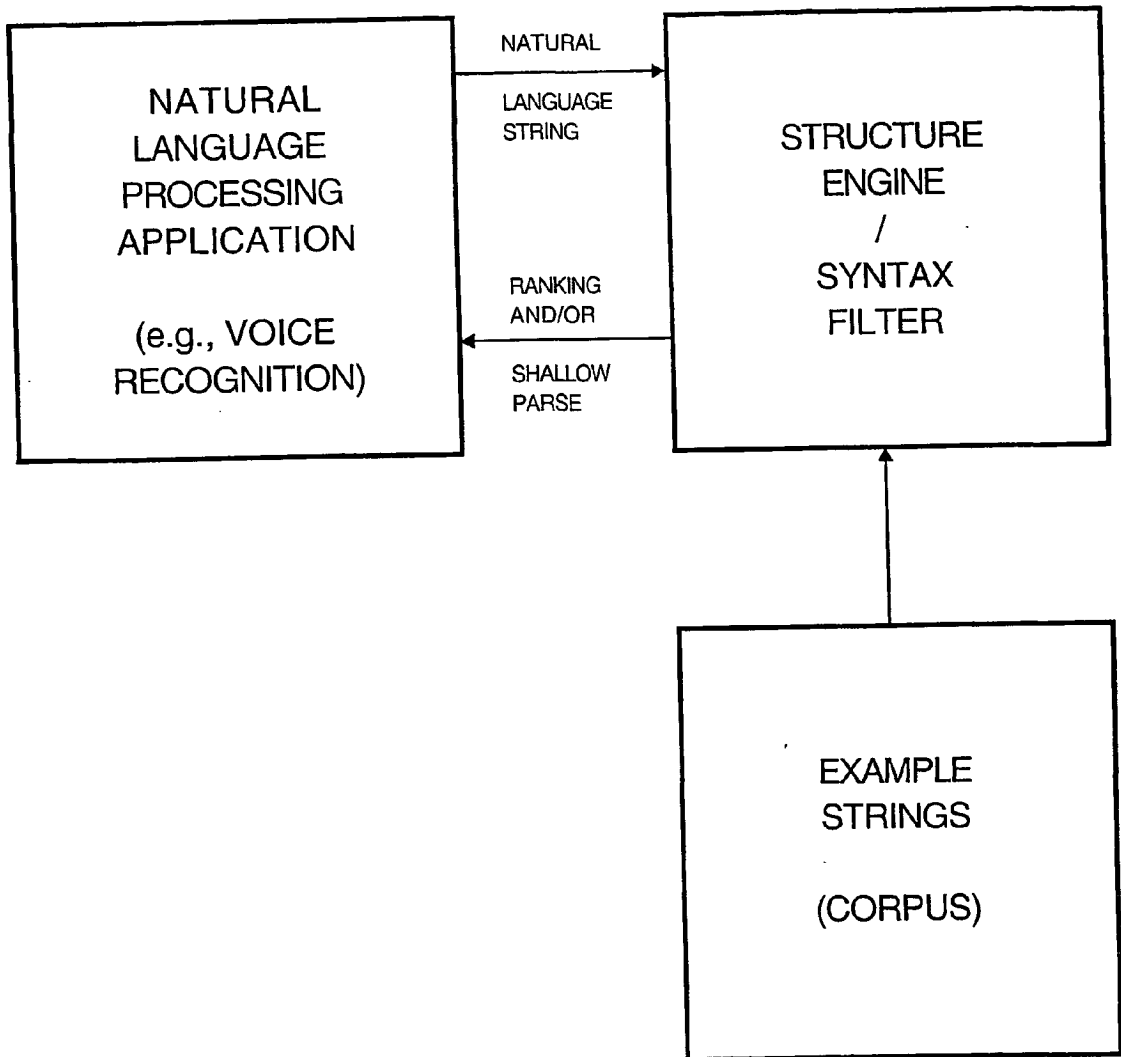 NATURAL
LANGUAGE
PROCESSING
APPLICATION
(e.g., VOICE
RECOGNITION)
NATURAL
LANGUAGE
STRING
RANKING
AND/OR
SHALLOW
PARSE
STRUCTURE
ENGINE
/
SYNTAX
FILTER
EXAMPLE
STRINGS
(CORPUS)